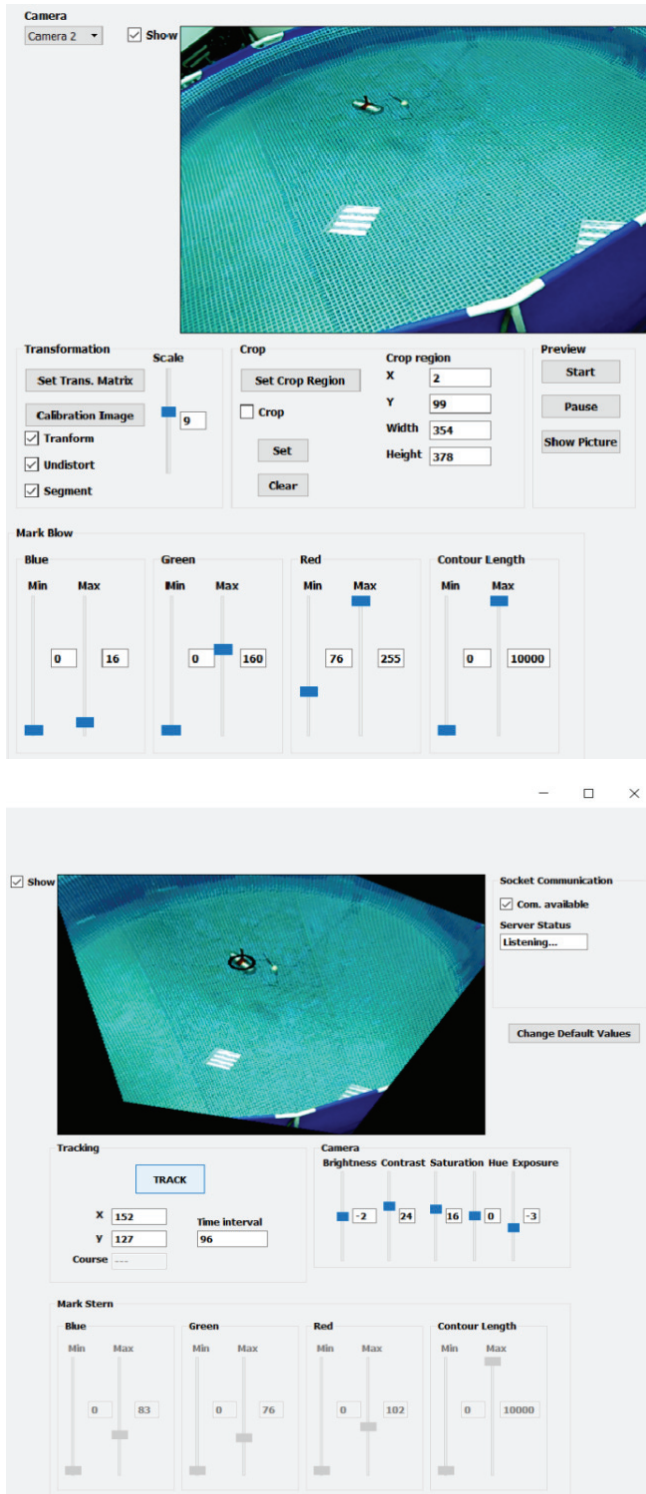 Camera
Camera 2
Show
Transformation
Scale
Set Trans. Matrix
Calibration Image
9
Tranform
Undistort
Segment
Crop
Set Crop Region
Crop
Set
Clear
Crop region
X 2
Y 99
Width 354
Height 378
Preview
Start
Pause
Show Picture
Mark Blow
Blue Green Red Contour Length
Min Max Min Max Min Max Min Max
0 16 0 160 76 255 0 10000
Show
Socket Communication
Com. available
Server Status
Listening...
Change Default Values
Tracking
TRACK
X 152
y 127
Course ---
Time interval
96
Camera
Brightness Contrast Saturation Hue Exposure
-2 24 16 0 -3
Mark Stern
Blue Green Red Contour Length
Min Max Min Max Min Max Min Max
0 83 0 76 0 102 0 10000